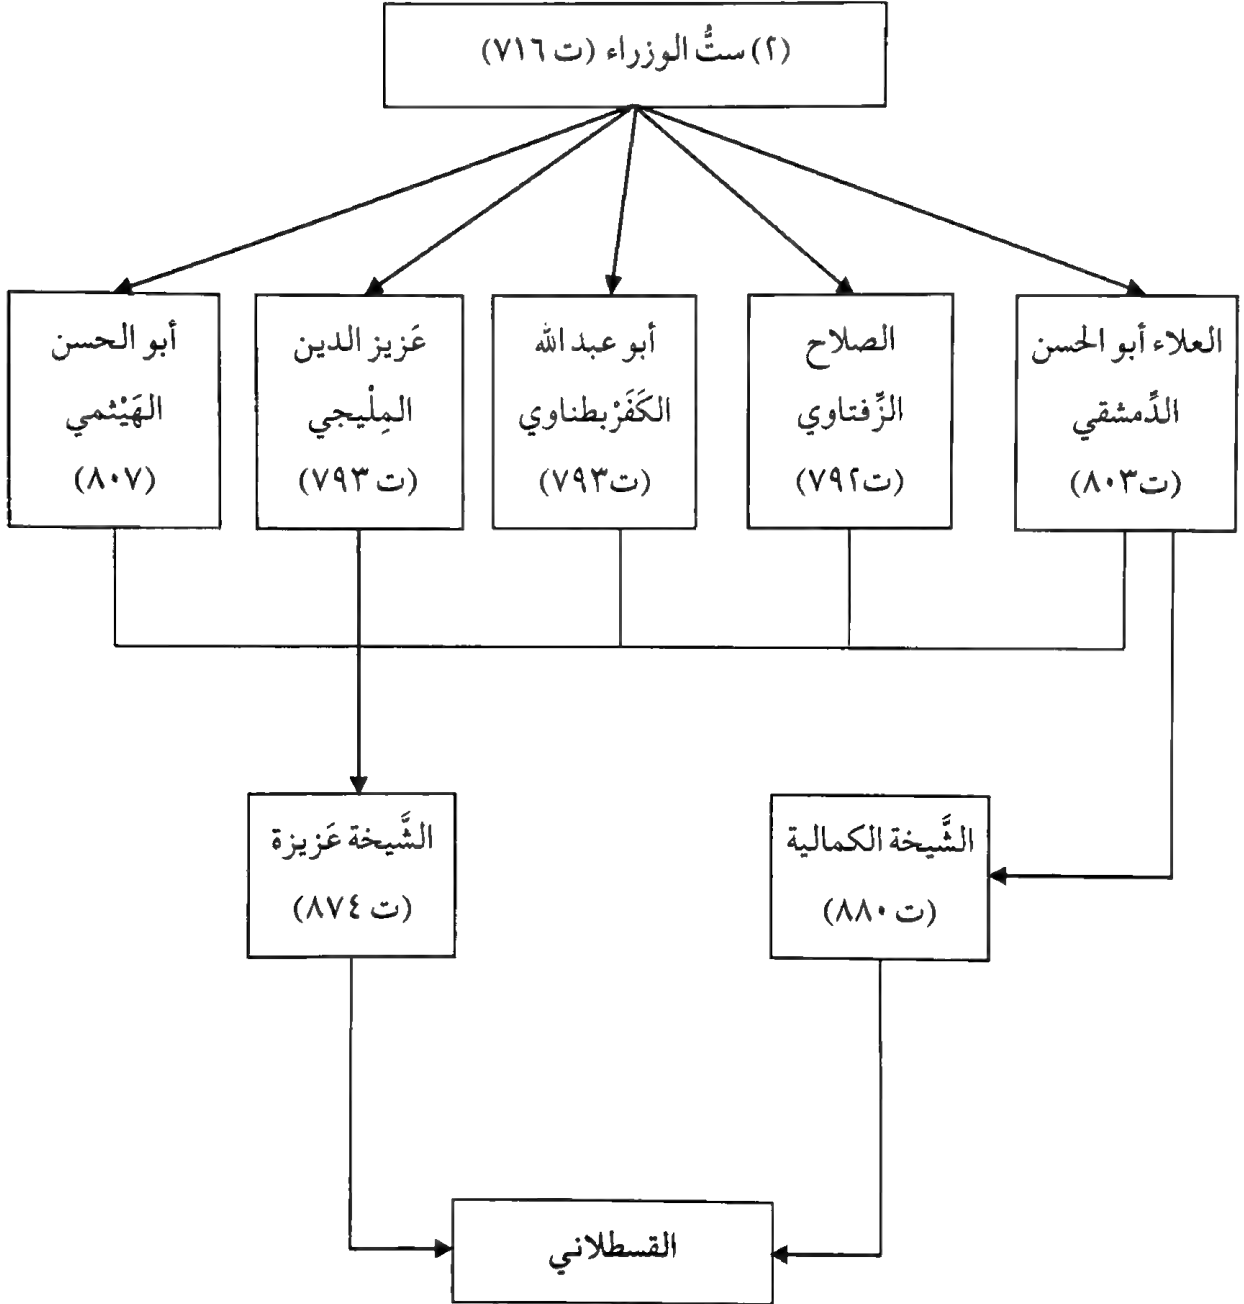 (٢) ستُّ الوزراء (ت ٧١٦)
العلاء أبو الحسن
الدِّمشقي
(ت٨٠٣)
الصلاح
الزِّفتاوي
(ت٧٩٢)
أبو عبد الله
الكَفَرْبطناوي
(ت٧٩٣)
عَزيز الدين
المِلْيجي
(ت ٧٩٣)
أبو الحسن
الهَيْثمي
(٨٠٧)
الشَّيخة الكمالية
(ت ٨٨٠)
الشَّيخة عَزيزة
(ت ٨٧٤)
القسطلاني